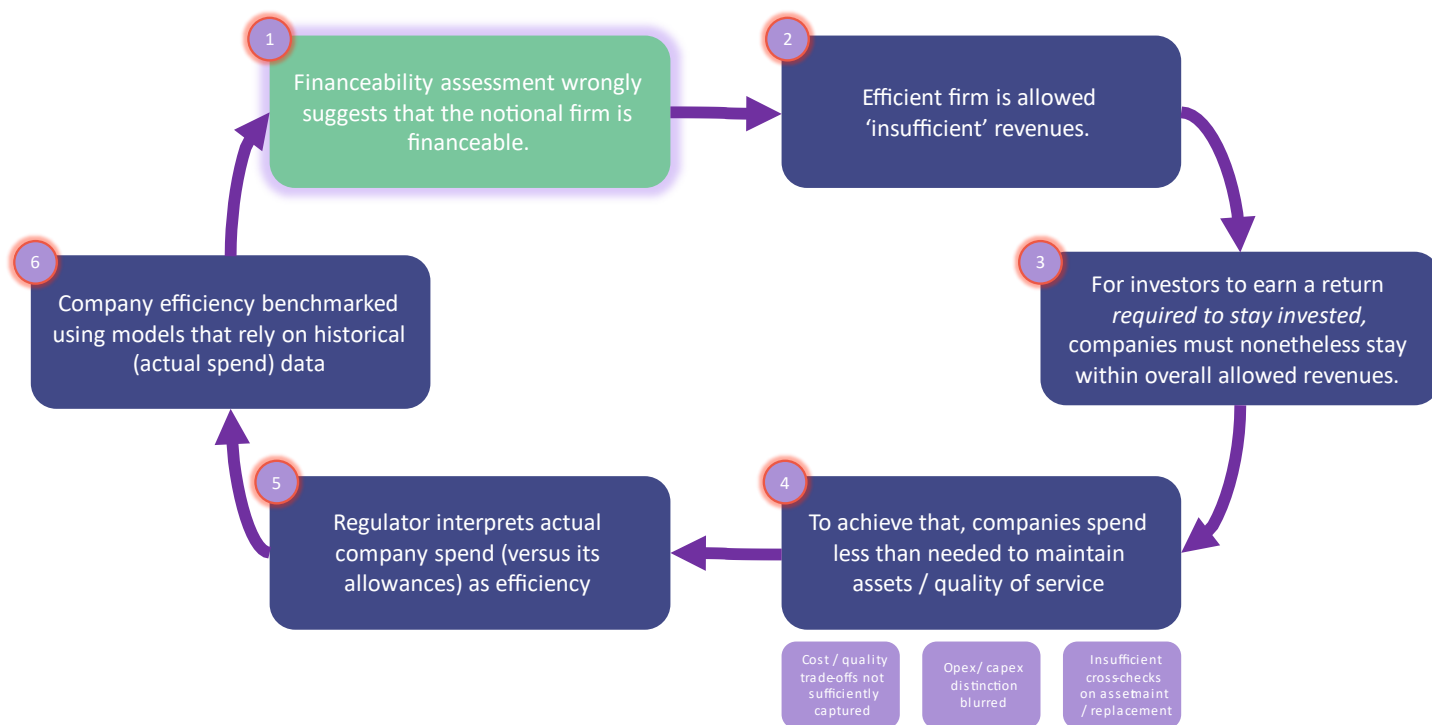 1
Financeability assessment wrongly
suggests that the notional firm is
financeable.
2
Efficient firm is allowed
‘insufficient’ revenues.
3
For investors to earn a return
required to stay invested,
companies must nonetheless stay
within overall allowed revenues.
4
To achieve that, companies spend
less than needed to maintain
assets / quality of service
Cost / quality
trade-offs not
sufficiently
captured
Opex/ capex
distinction
blurred
Insufficient
cross-checks
on assetmaint
/ replacement
5
Regulator interprets actual
company spend (versus its
allowances) as efficiency
6
Company efficiency benchmarked
using models that rely on historical
(actual spend) data